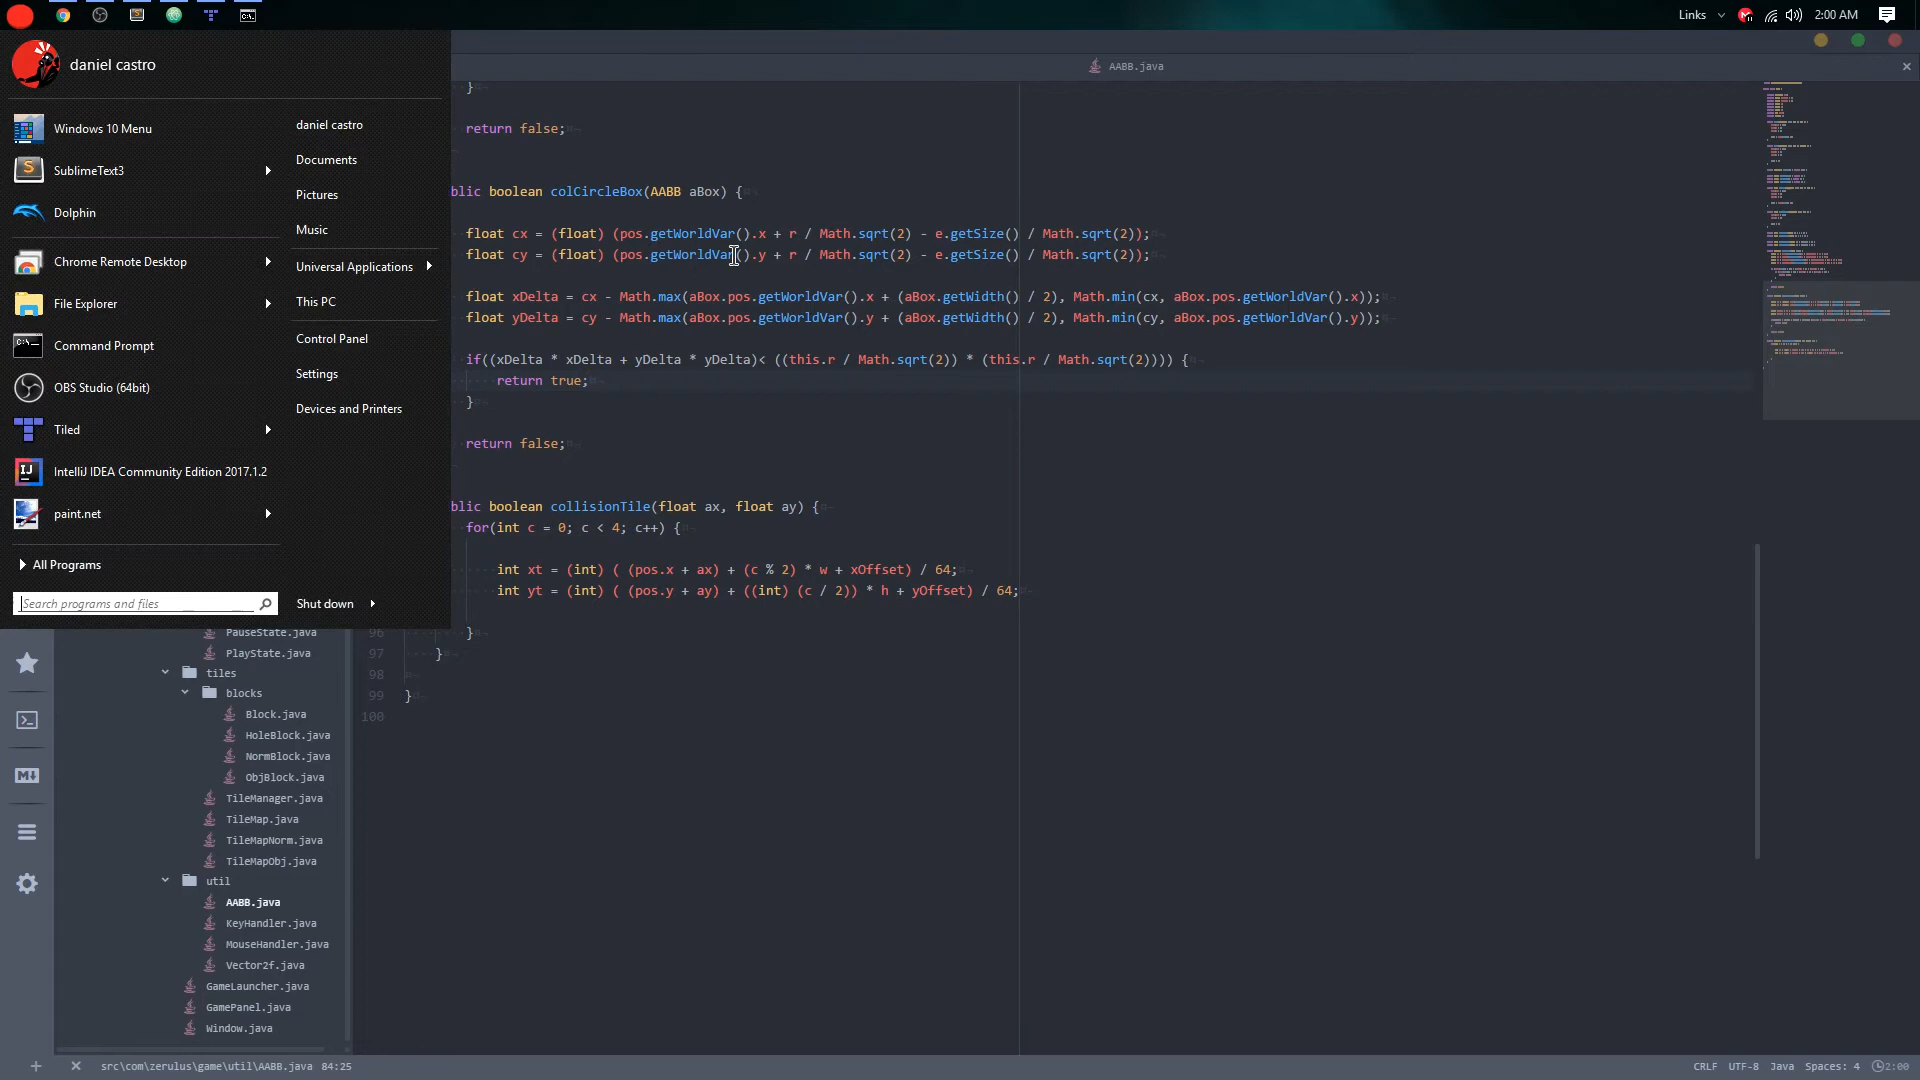 Links
2:00 AM
daniel castro
Windows 10 Menu
SublimeText3
Dolphin
Chrome Remote Desktop
File Explorer
Command Prompt
OBS Studio (64bit)
Tiled
IntelliJ IDEA Community Edition 2017.1.2
paint.net
All Programs
Search programs and files
daniel castro
Documents
Pictures
Music
Universal Applications
This PC
Control Panel
Settings
Devices and Printers
Shut down
AABB.java
}
return false;
blic boolean colCircleBox(AABB aBox) {
float cx = (float) (pos.getWorldVar().x + r / Math.sqrt(2) - e.getSize() / Math.sqrt(2));
float cy = (float) (pos.getWorldVar().y + r / Math.sqrt(2) - e.getSize() / Math.sqrt(2));
float xDelta = cx - Math.max(aBox.pos.getWorldVar().x + (aBox.getWidth() / 2), Math.min(cx, aBox.pos.getWorldVar().x));
float yDelta = cy - Math.max(aBox.pos.getWorldVar().y + (aBox.getWidth() / 2), Math.min(cy, aBox.pos.getWorldVar().y));
if((xDelta * xDelta + yDelta * yDelta)< ((this.r / Math.sqrt(2)) * (this.r / Math.sqrt(2)))) {
return true;
}
return false;
blic boolean collisionTile(float ax, float ay) {
for(int c = 0; c < 4; c++) {
int xt = (int) ( (pos.x + ax) + (c % 2) * w + xOffset) / 64;
int yt = (int) ( (pos.y + ay) + ((int) (c / 2)) * h + yOffset) / 64;
96 }
97 }
98
99 }
100
PauseState.java
PlayState.java
tiles
blocks
Block.java
HoleBlock.java
NormBlock.java
ObjBlock.java
TileManager.java
TileMap.java
TileMapNorm.java
TileMapObj.java
util
AABB.java
KeyHandler.java
MouseHandler.java
Vector2f.java
GameLauncher.java
GamePanel.java
Window.java
src\com\zerulus\game\util\AABB.java 84:25
CRLF UTF-8 Java Spaces: 4 2:00